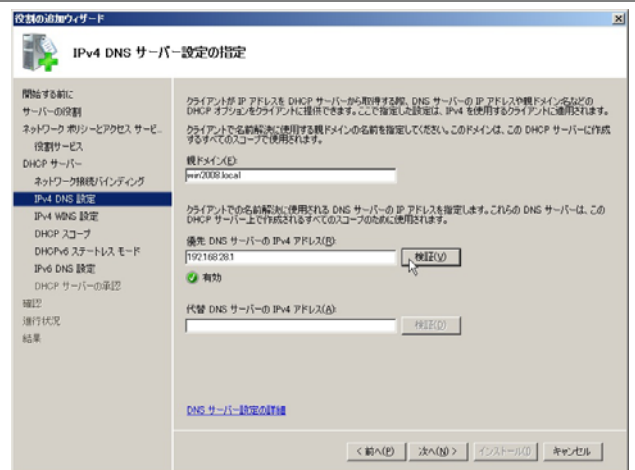 役割の追加ウィザード
IPv4 DNS サーバー設定の指定
開始する前に
サーバーの役割
ネットワーク ポリシーとアクセス サービ...
役割サービス
DHCP サーバー
ネットワーク接続バインディング
IPv4 DNS 設定
IPv4 WINS 設定
DHCP スコープ
DHCPv6 ステートレス モード
IPv6 DNS 設定
DHCP サーバーの承認
確認
進行状況
結果
クライアントが IP アドレスを DHCP サーバーから取得する際、DNS サーバーの IP アドレスや親ドメイン名などの
DHCP オプションをクライアントに提供できます。ここで指定した設定は、IPv4 を使用するクライアントに適用されます。
クライアントで名前解決に使用する親ドメインの名前を指定してください。このドメインは、この DHCP サーバーに作成
するすべてのスコープで使用されます。
親ドメイン(E):
win2008.local
クライアントでの名前解決に使用される DNS サーバーの IP アドレスを指定します。これらの DNS サーバーは、この
DHCP サーバー上で作成されるすべてのスコープのために使用されます。
優先 DNS サーバーの IPv4 アドレス(R):
192.168.28.1
検証(V)
有効
代替 DNS サーバーの IPv4 アドレス(A):
検証(D)
DNS サーバー設定の詳細
< 前へ(P)
次へ(N) >
インストール(I)
キャンセル